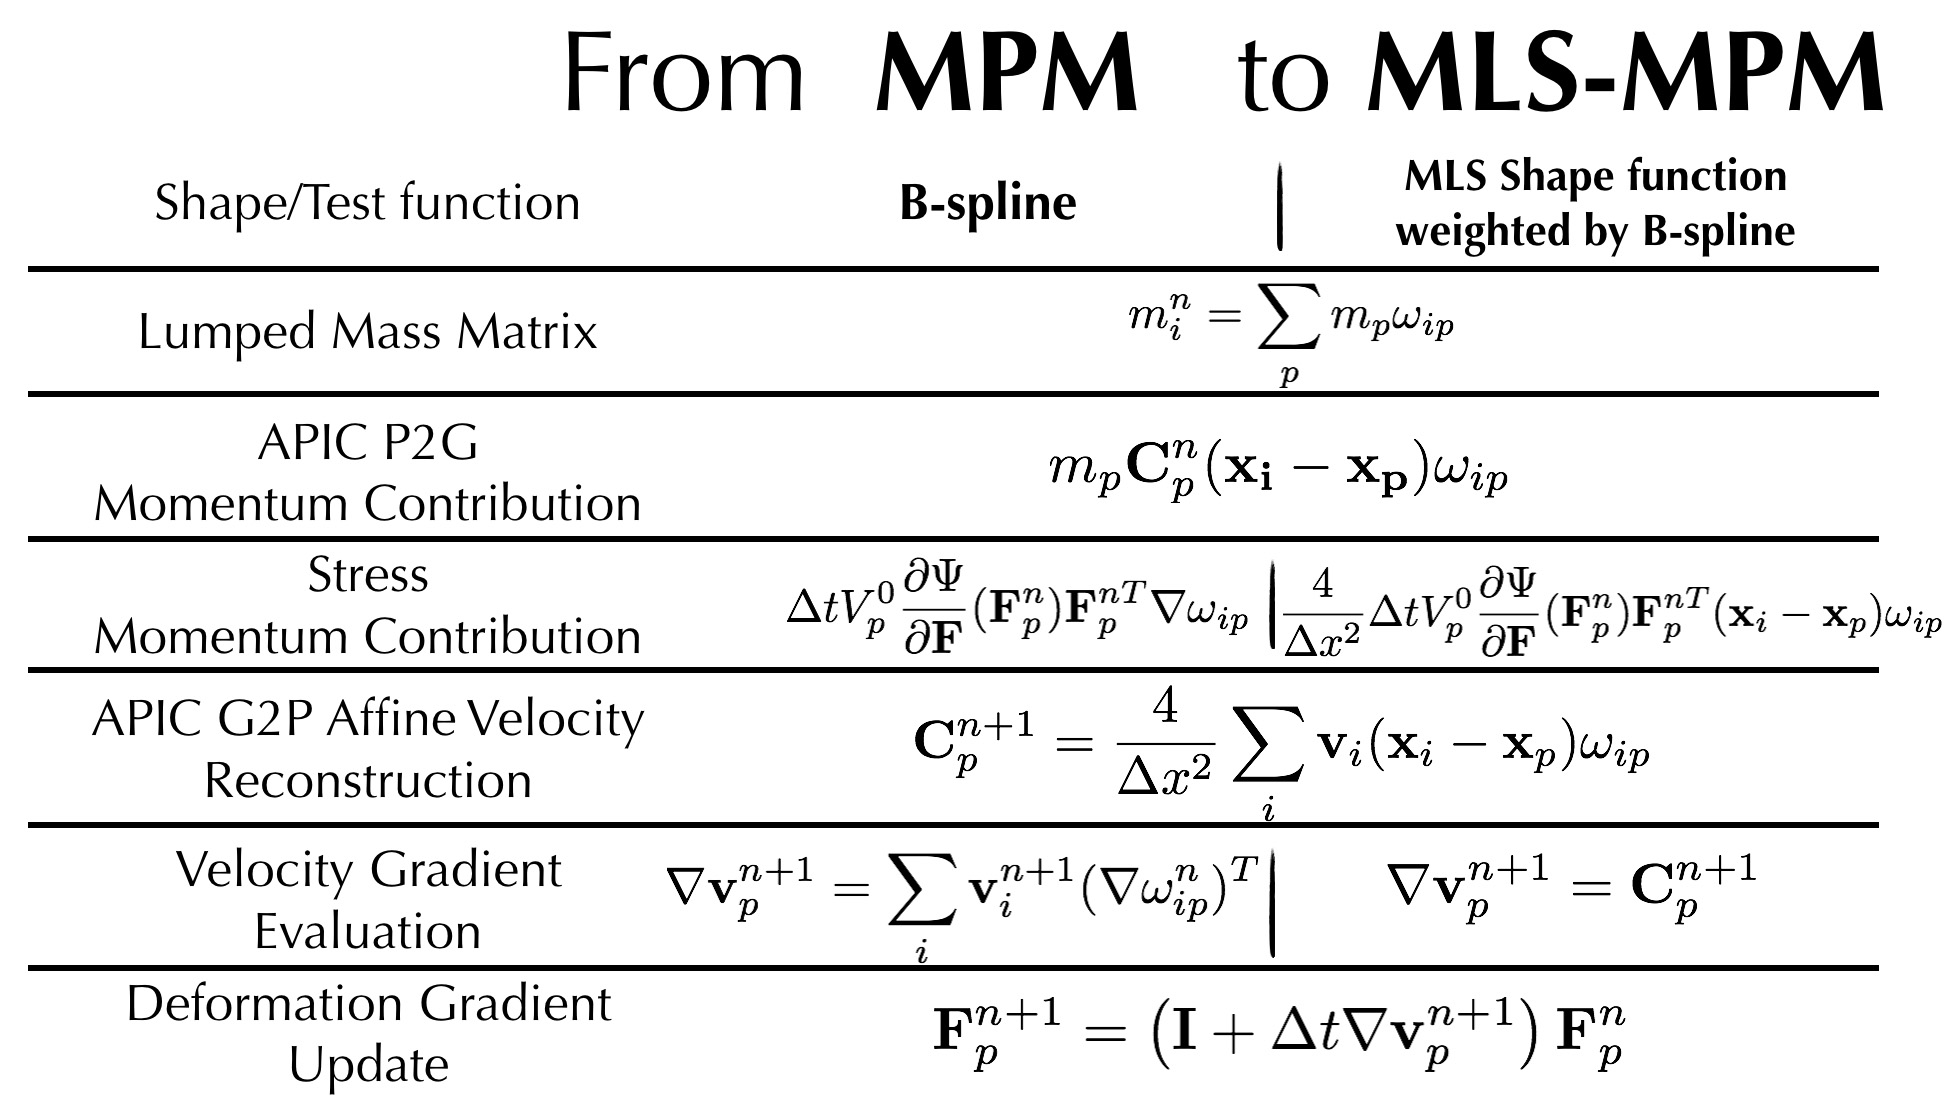 From MPM to MLS-MPM
Shape/Test function
B-spline
MLS Shape function
weighted by B-spline
Lumped Mass Matrix
$m_i^n = \sum_p m_p \omega_{ip}$
APIC P2G
Momentum Contribution
$m_p \mathbf{C}_p^n (\mathbf{x_i} - \mathbf{x_p}) \omega_{ip}$
Stress
Momentum Contribution
$\Delta t V_p^0 \frac{\partial \Psi}{\partial \mathbf{F}} (\mathbf{F}_p^n) \mathbf{F}_p^{nT} \nabla \omega_{ip}$
$\frac{4}{\Delta x^2} \Delta t V_p^0 \frac{\partial \Psi}{\partial \mathbf{F}} (\mathbf{F}_p^n) \mathbf{F}_p^{nT} (\mathbf{x}_i - \mathbf{x}_p) \omega_{ip}$
APIC G2P Affine Velocity
Reconstruction
$\mathbf{C}_p^{n+1} = \frac{4}{\Delta x^2} \sum_i \mathbf{v}_i (\mathbf{x}_i - \mathbf{x}_p) \omega_{ip}$
Velocity Gradient
Evaluation
$\nabla \mathbf{v}_p^{n+1} = \sum_i \mathbf{v}_i^{n+1} (\nabla \omega_{ip}^n)^T$
$\nabla \mathbf{v}_p^{n+1} = \mathbf{C}_p^{n+1}$
Deformation Gradient
Update
$\mathbf{F}_p^{n+1} = \left( \mathbf{I} + \Delta t \nabla \mathbf{v}_p^{n+1} \right) \mathbf{F}_p^n$